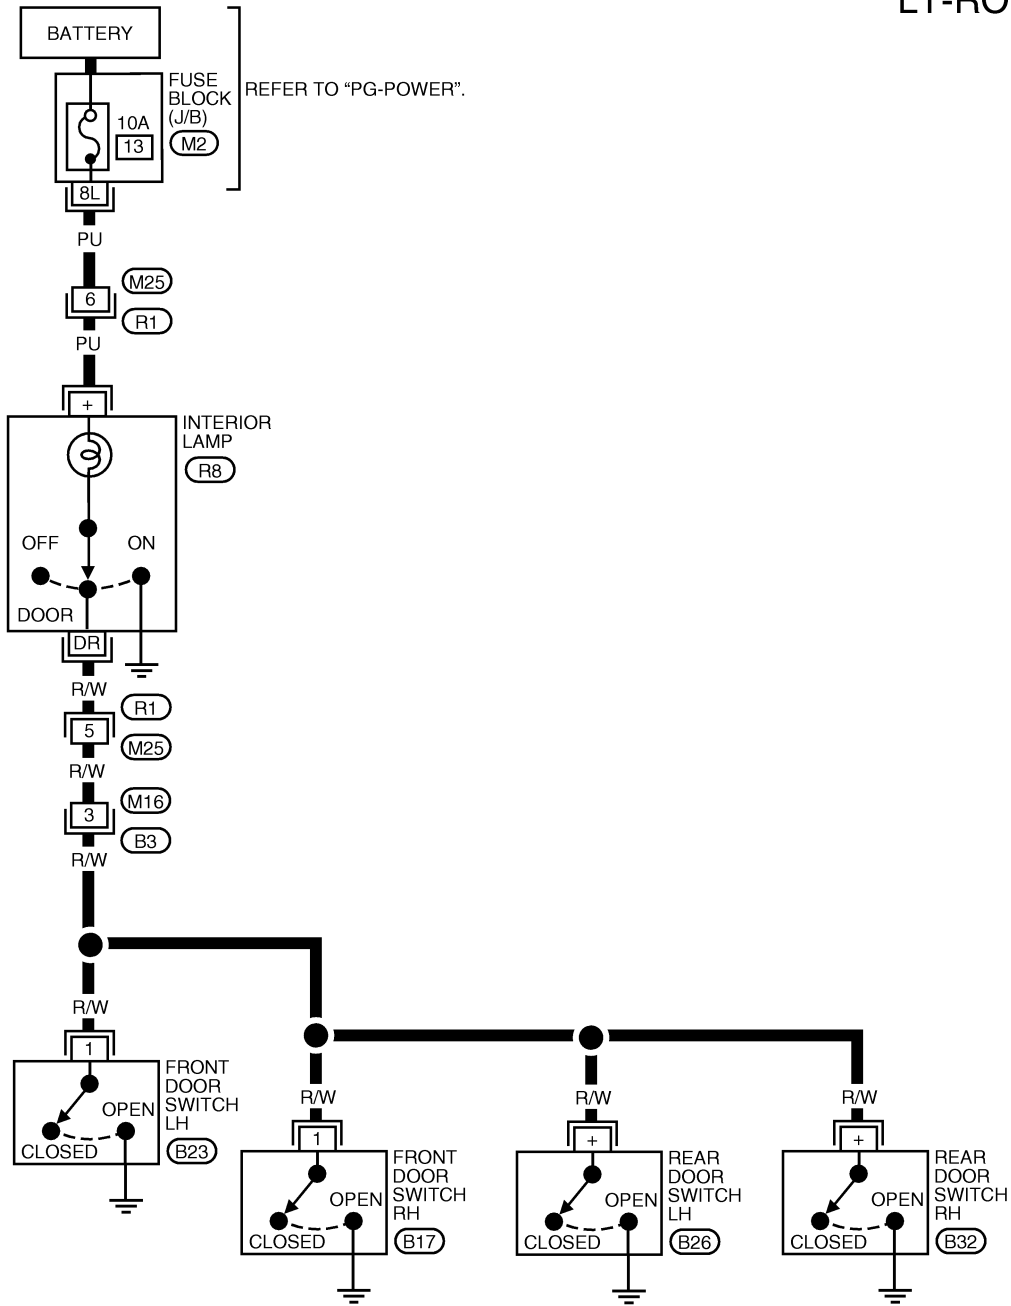 BATTERY
FUSE
BLOCK
(J/B)
M2
REFER TO “PG-POWER”.
10A
13
8L
PU
M25
6
R1
PU
+
INTERIOR
LAMP
R8
OFF
ON
DOOR
DR
R/W
R1
5
M25
R/W
M16
3
B3
R/W
R/W
1
FRONT
DOOR
SWITCH
LH
B23
OPEN
CLOSED
R/W
1
FRONT
DOOR
SWITCH
RH
B17
OPEN
CLOSED
R/W
+
REAR
DOOR
SWITCH
LH
B26
OPEN
CLOSED
R/W
+
REAR
DOOR
SWITCH
RH
B32
OPEN
CLOSED